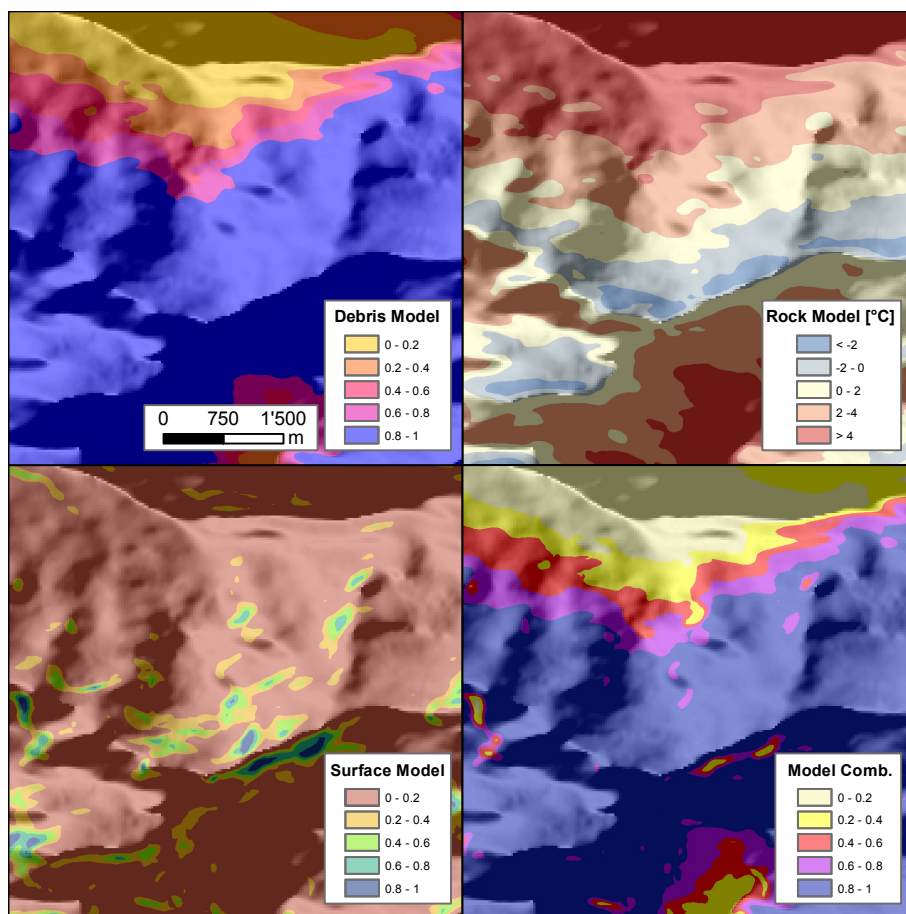 Debris Model
0 - 0.2
0.2 - 0.4
0.4 - 0.6
0.6 - 0.8
0.8 - 1
0 750 1'500
m
Rock Model [°C]
< -2
-2 - 0
0 - 2
2 -4
> 4
Surface Model
0 - 0.2
0.2 - 0.4
0.4 - 0.6
0.6 - 0.8
0.8 - 1
Model Comb.
0 - 0.2
0.2 - 0.4
0.4 - 0.6
0.6 - 0.8
0.8 - 1